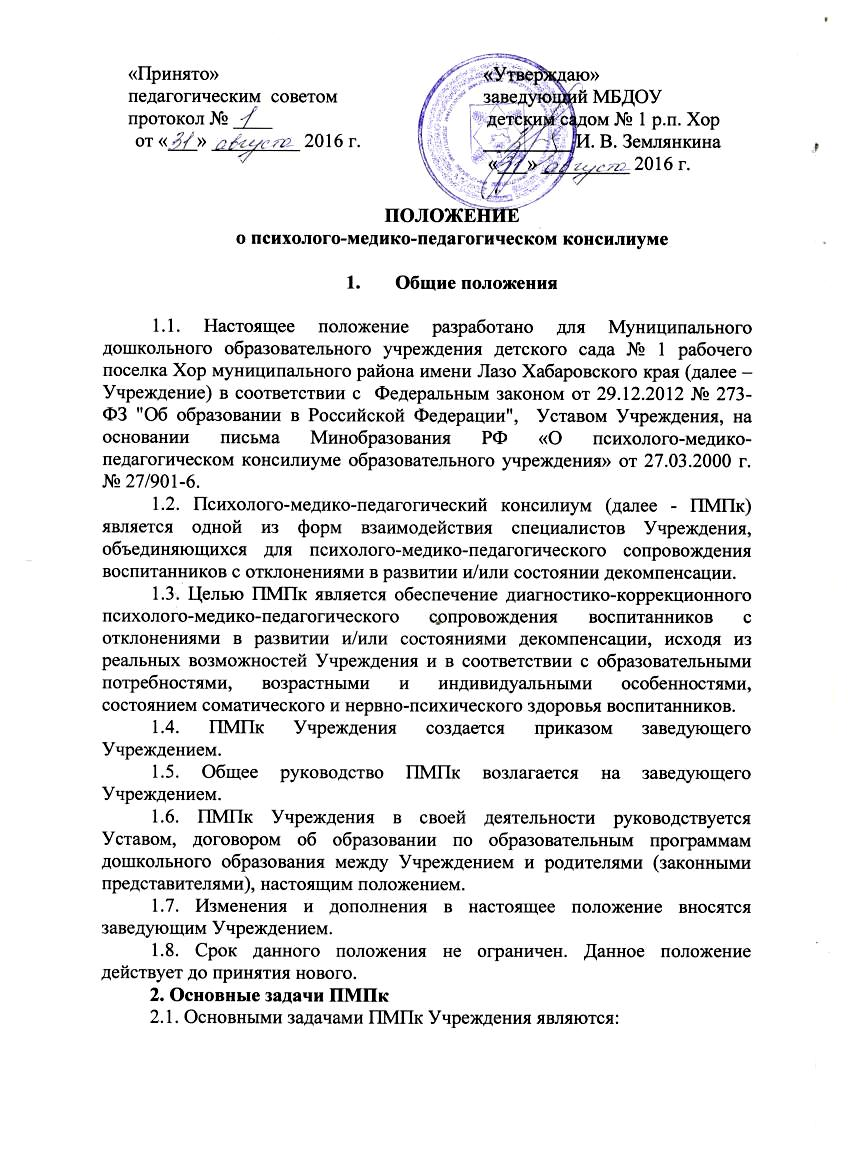 «Принято»
педагогическим советом
протокол № 1
от «31» августа 2016 г.
«Утверждаю»
заведующий МБДОУ
детским садом № 1 р.п. Хор
И. В. Землянкина
«31» августа 2016 г.
ПОЛОЖЕНИЕ
о психолого-медико-педагогическом консилиуме
1. Общие положения
1.1. Настоящее положение разработано для Муниципального
дошкольного образовательного учреждения детского сада № 1 рабочего
поселка Хор муниципального района имени Лазо Хабаровского края (далее –
Учреждение) в соответствии с Федеральным законом от 29.12.2012 № 273-
ФЗ "Об образовании в Российской Федерации", Уставом Учреждения, на
основании письма Минобразования РФ «О психолого-медико-
педагогическом консилиуме образовательного учреждения» от 27.03.2000 г.
№ 27/901-6.
1.2. Психолого-медико-педагогический консилиум (далее - ПМПк)
является одной из форм взаимодействия специалистов Учреждения,
объединяющихся для психолого-медико-педагогического сопровождения
воспитанников с отклонениями в развитии и/или состоянии декомпенсации.
1.3. Целью ПМПк является обеспечение диагностико-коррекционного
психолого-медико-педагогического сопровождения воспитанников с
отклонениями в развитии и/или состояниями декомпенсации, исходя из
реальных возможностей Учреждения и в соответствии с образовательными
потребностями, возрастными и индивидуальными особенностями,
состоянием соматического и нервно-психического здоровья воспитанников.
1.4. ПМПк Учреждения создается приказом заведующего
Учреждением.
1.5. Общее руководство ПМПк возлагается на заведующего
Учреждением.
1.6. ПМПк Учреждения в своей деятельности руководствуется
Уставом, договором об образовании по образовательным программам
дошкольного образования между Учреждением и родителями (законными
представителями), настоящим положением.
1.7. Изменения и дополнения в настоящее положение вносятся
заведующим Учреждением.
1.8. Срок данного положения не ограничен. Данное положение
действует до принятия нового.
2. Основные задачи ПМПк
2.1. Основными задачами ПМПк Учреждения являются: